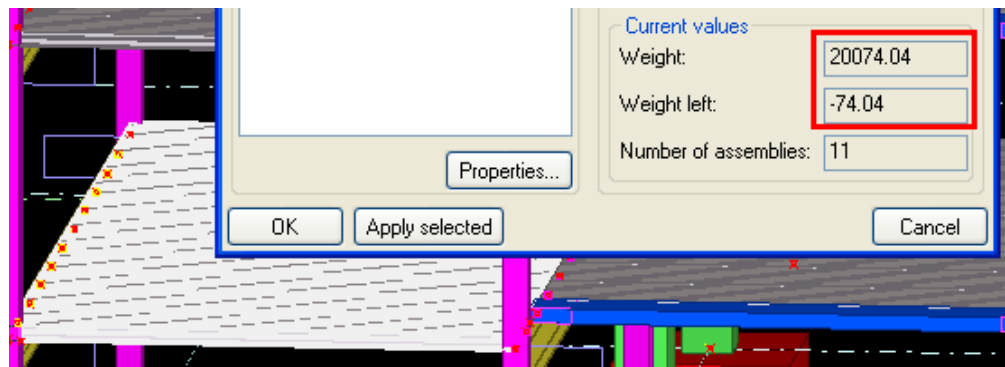 Current values
Weight: 20074.04
Weight left: -74.04
Number of assemblies: 11
Properties...
OK Apply selected Cancel